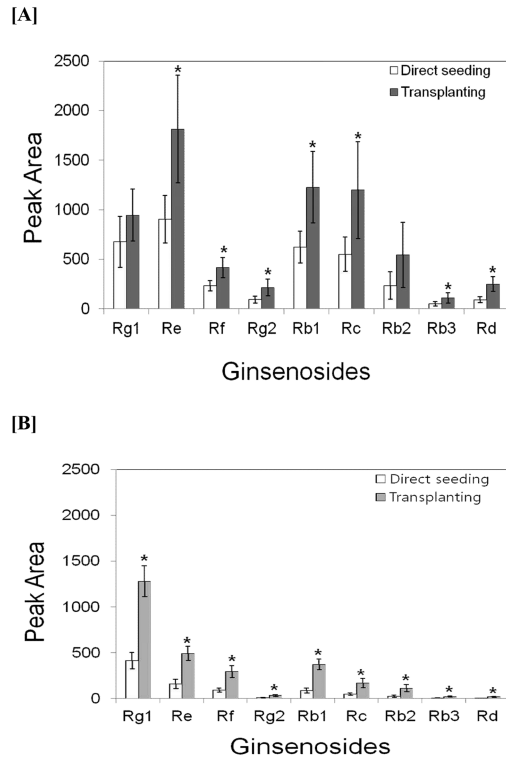 [A]
2500
2000
1500
1000
500
0
Peak Area
Direct seeding
Transplanting
* * * * * * *
Rg1 Re Rf Rg2 Rb1 Rc Rb2 Rb3 Rd
Ginsenosides
[B]
2500
2000
1500
1000
500
0
Peak Area
Direct seeding
Transplanting
* * * * * * * * *
Rg1 Re Rf Rg2 Rb1 Rc Rb2 Rb3 Rd
Ginsenosides